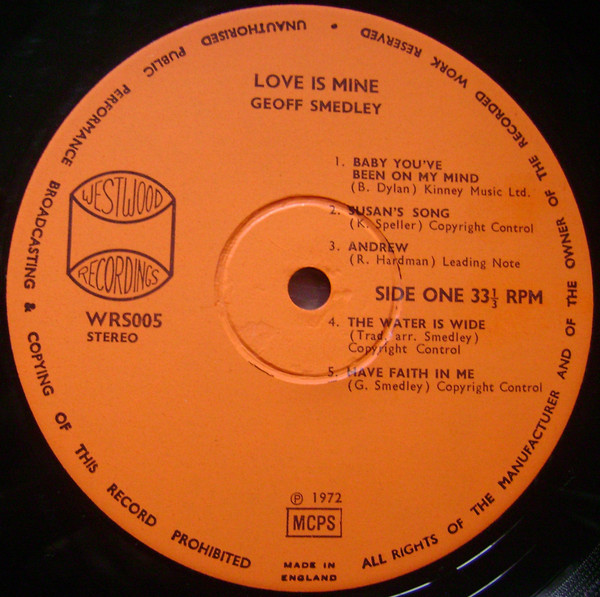 LOVE IS MINE
GEOFF SMEDLEY
WESTWOOD
RECORDINGS
WRS005
STEREO
1. BABY YOU'VE
BEEN ON MY MIND
(B. Dylan) Kinney Music Ltd.
2. SUSAN'S SONG
(K. Speller) Copyright Control
3. ANDREW
(R. Hardman) Leading Note
SIDE ONE 33⅓ RPM
4. THE WATER IS WIDE
(Trad. arr. Smedley)
Copyright Control
5. HAVE FAITH IN ME
(G. Smedley) Copyright Control
℗ 1972
MCPS
MADE IN
ENGLAND
ALL RIGHTS OF THE MANUFACTURER AND OF THE OWNER OF THE RECORDED WORK RESERVED · UNAUTHORISED PUBLIC PERFORMANCE BROADCASTING & COPYING OF THIS RECORD PROHIBITED